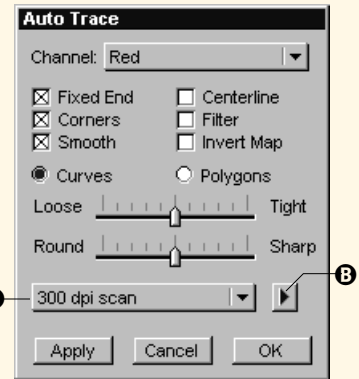 Auto Trace
Channel: Red
Fixed End Centerline
Corners Filter
Smooth Invert Map
Curves Polygons
Loose Tight
Round Sharp
B
300 dpi scan
Apply Cancel OK